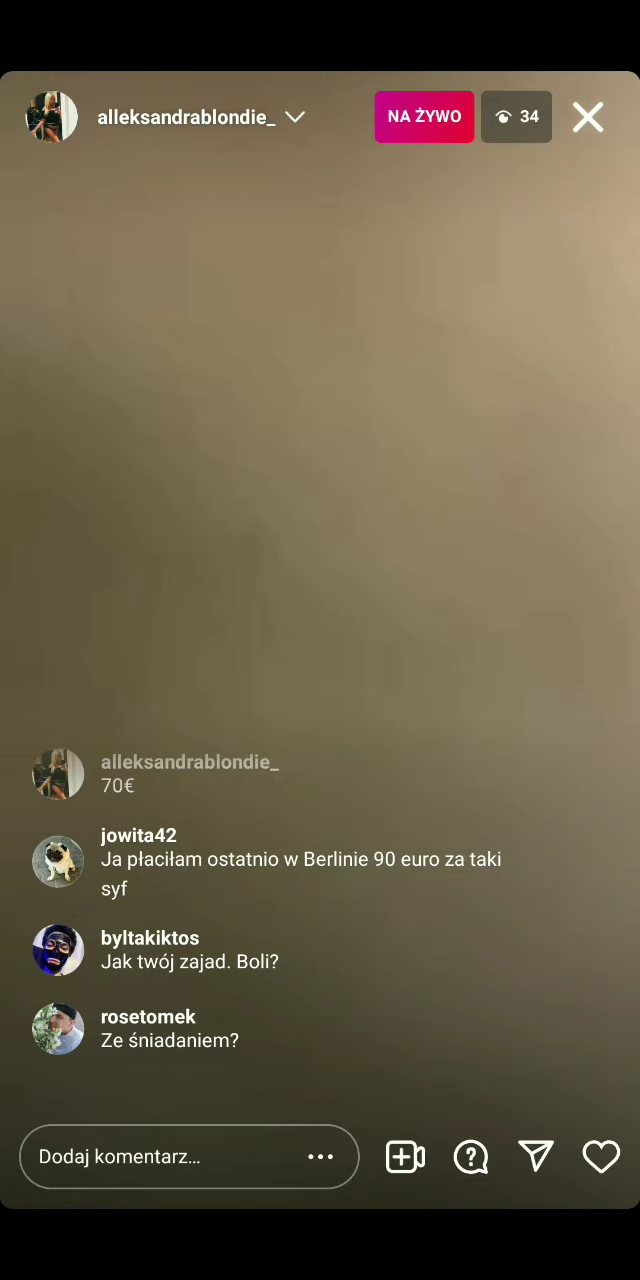 alleksandrablondie_
NA ŻYWO
34
alleksandrablondie_
70€
jowita42
Ja płaciłam ostatnio w Berlinie 90 euro za taki
syf
byltakiktos
Jak twój zajad. Boli?
rosetomek
Ze śniadaniem?
Dodaj komentarz...